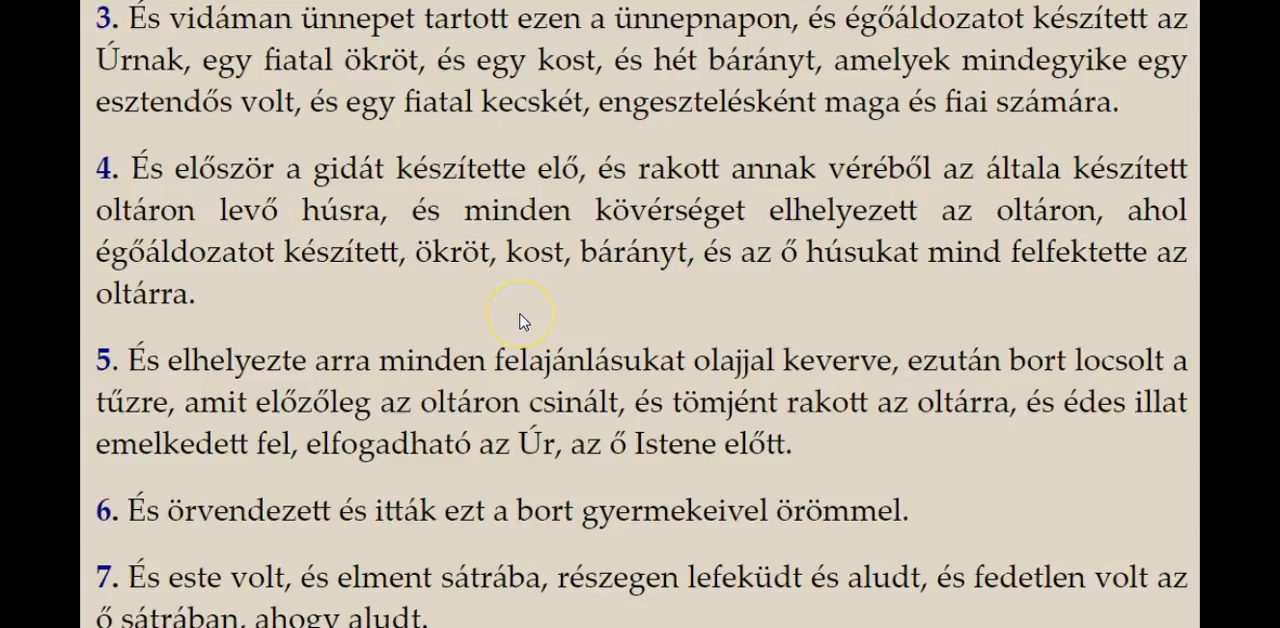 3. És vidáman ünnepet tartott ezen a ünnepnapon, és égőáldozatot készített az
Úrnak, egy fiatal ökröt, és egy kost, és hét bárányt, amelyek mindegyike egy
esztendős volt, és egy fiatal kecskét, engesztelésként maga és fiai számára.
4. És először a gidát készítette elő, és rakott annak véréből az általa készített
oltáron levő húsra, és minden kövérséget elhelyezett az oltáron, ahol
égőáldozatot készített, ökröt, kost, bárányt, és az ő húsukat mind felfektette az
oltárra.
5. És elhelyezte arra minden felajánlásukat olajjal keverve, ezután bort locsolt a
tűzre, amit előzőleg az oltáron csinált, és tömjént rakott az oltárra, és édes illat
emelkedett fel, elfogadható az Úr, az ő Istene előtt.
6. És örvendezett és itták ezt a bort gyermekeivel örömmel.
7. És este volt, és elment sátrába, részegen lefeküdt és aludt, és fedetlen volt az
ő sátrában, ahogy aludt.